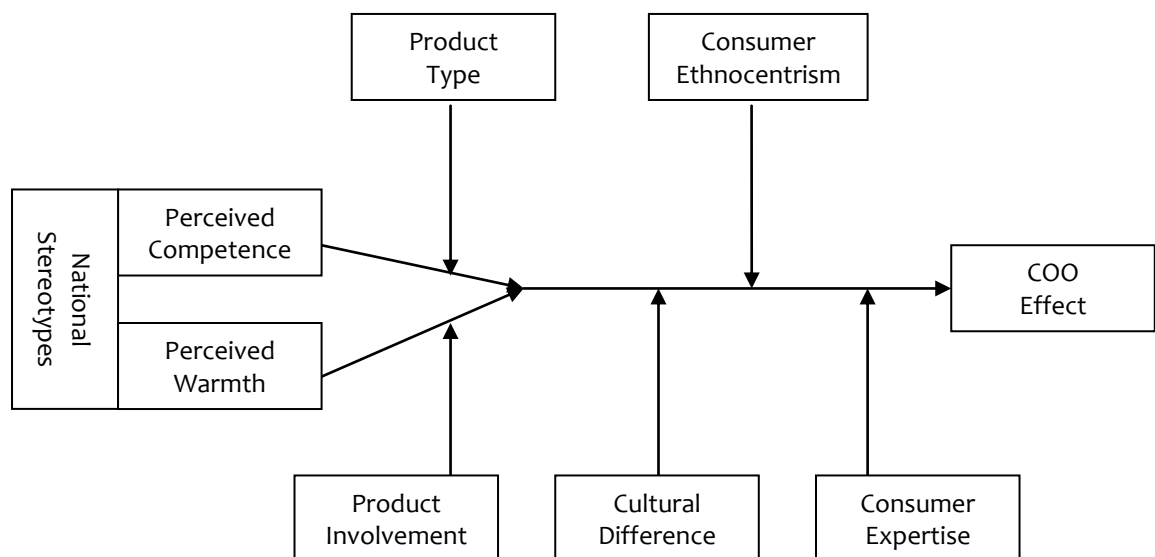 Product
Type
Consumer
Ethnocentrism
National
Stereotypes
Perceived
Competence
Perceived
Warmth
COO
Effect
Product
Involvement
Cultural
Difference
Consumer
Expertise